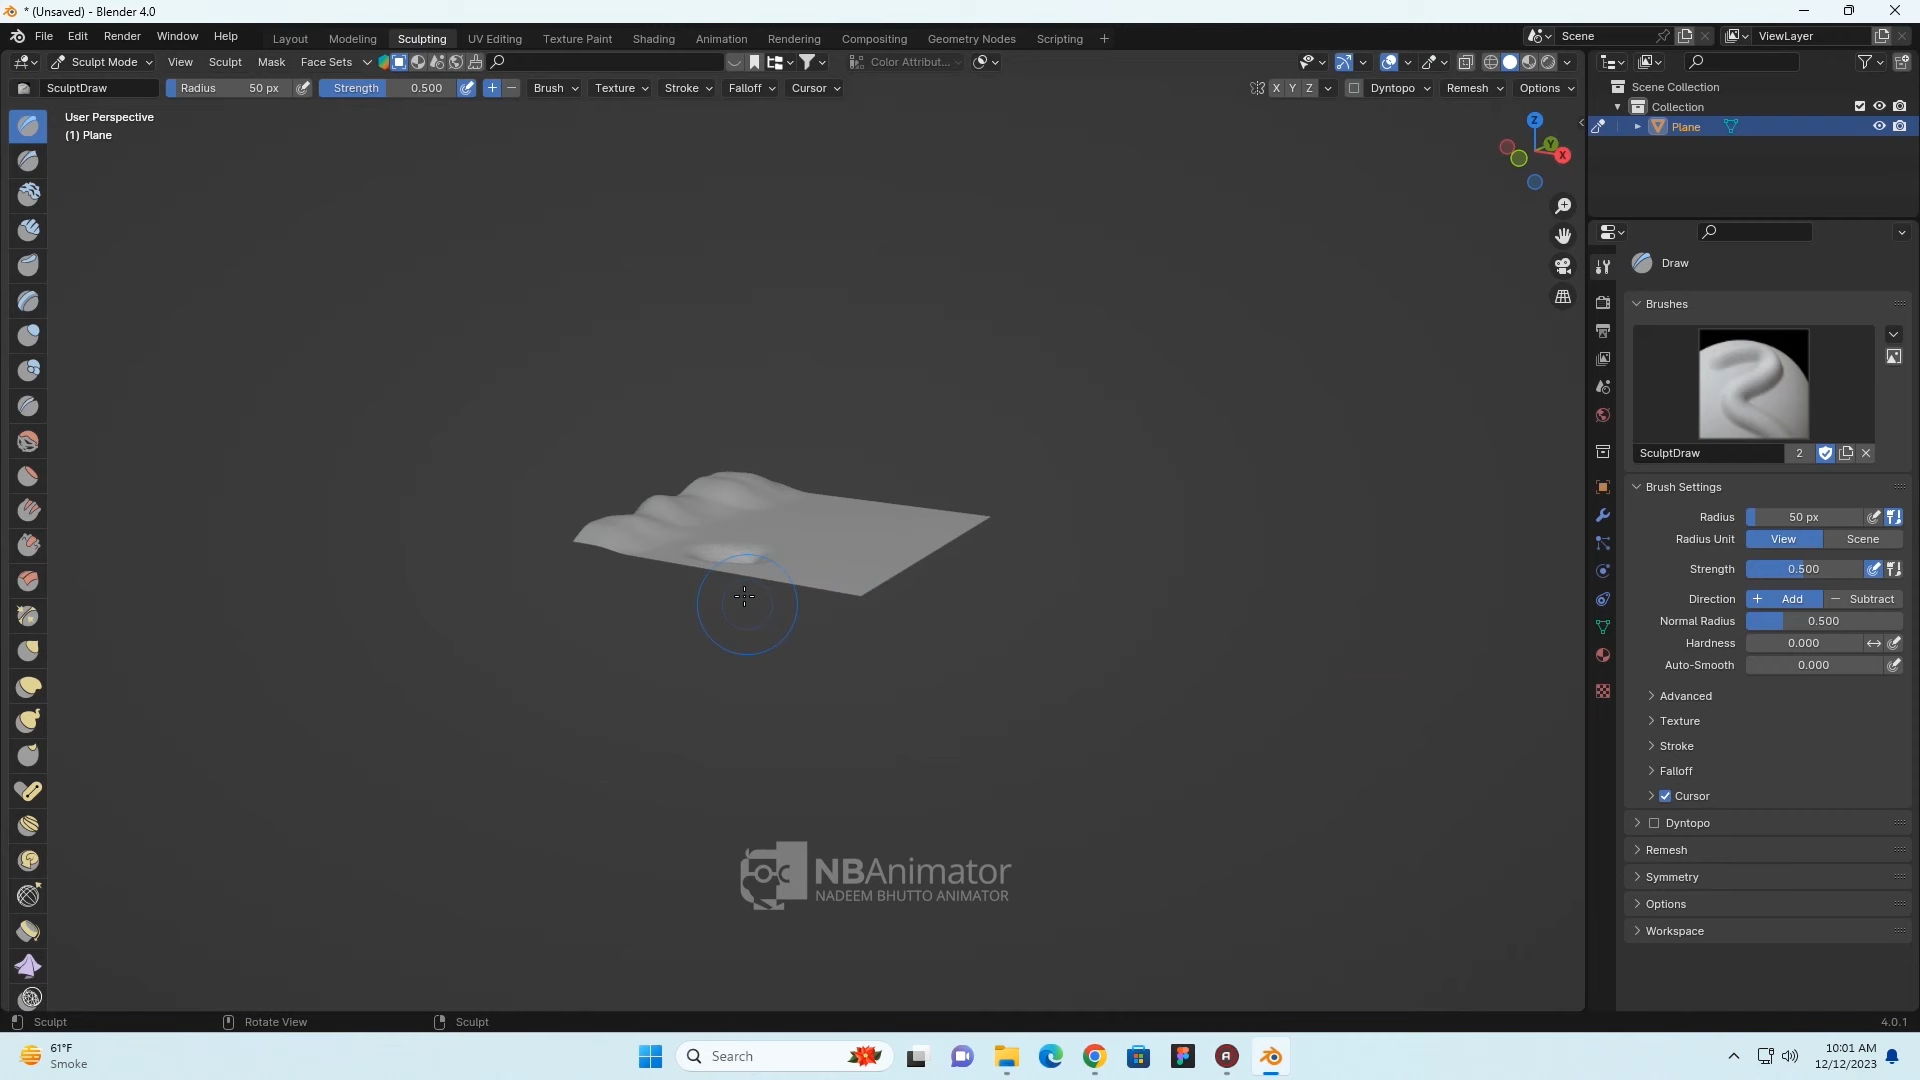 * (Unsaved) - Blender 4.0
File Edit Render Window Help
Layout Modeling Sculpting UV Editing Texture Paint Shading Animation Rendering Compositing Geometry Nodes Scripting +
Scene
ViewLayer
Sculpt Mode View Sculpt Mask Face Sets
Color Attribut...
SculptDraw Radius 50 px Strength 0.500 Brush Texture Stroke Falloff Cursor
X Y Z Dyntopo Remesh Options
User Perspective
(1) Plane
Z
Y
X
Scene Collection
Collection
Plane
Draw
Brushes
SculptDraw 2
Brush Settings
Radius 50 px
Radius Unit View Scene
Strength 0.500
Direction + Add − Subtract
Normal Radius 0.500
Hardness 0.000
Auto-Smooth 0.000
Advanced
Texture
Stroke
Falloff
Cursor
Dyntopo
Remesh
Symmetry
Options
Workspace
NBAnimator
NADEEM BHUTTO ANIMATOR
Sculpt Rotate View Sculpt
4.0.1
61°F
Smoke
Search
10:01 AM
12/12/2023